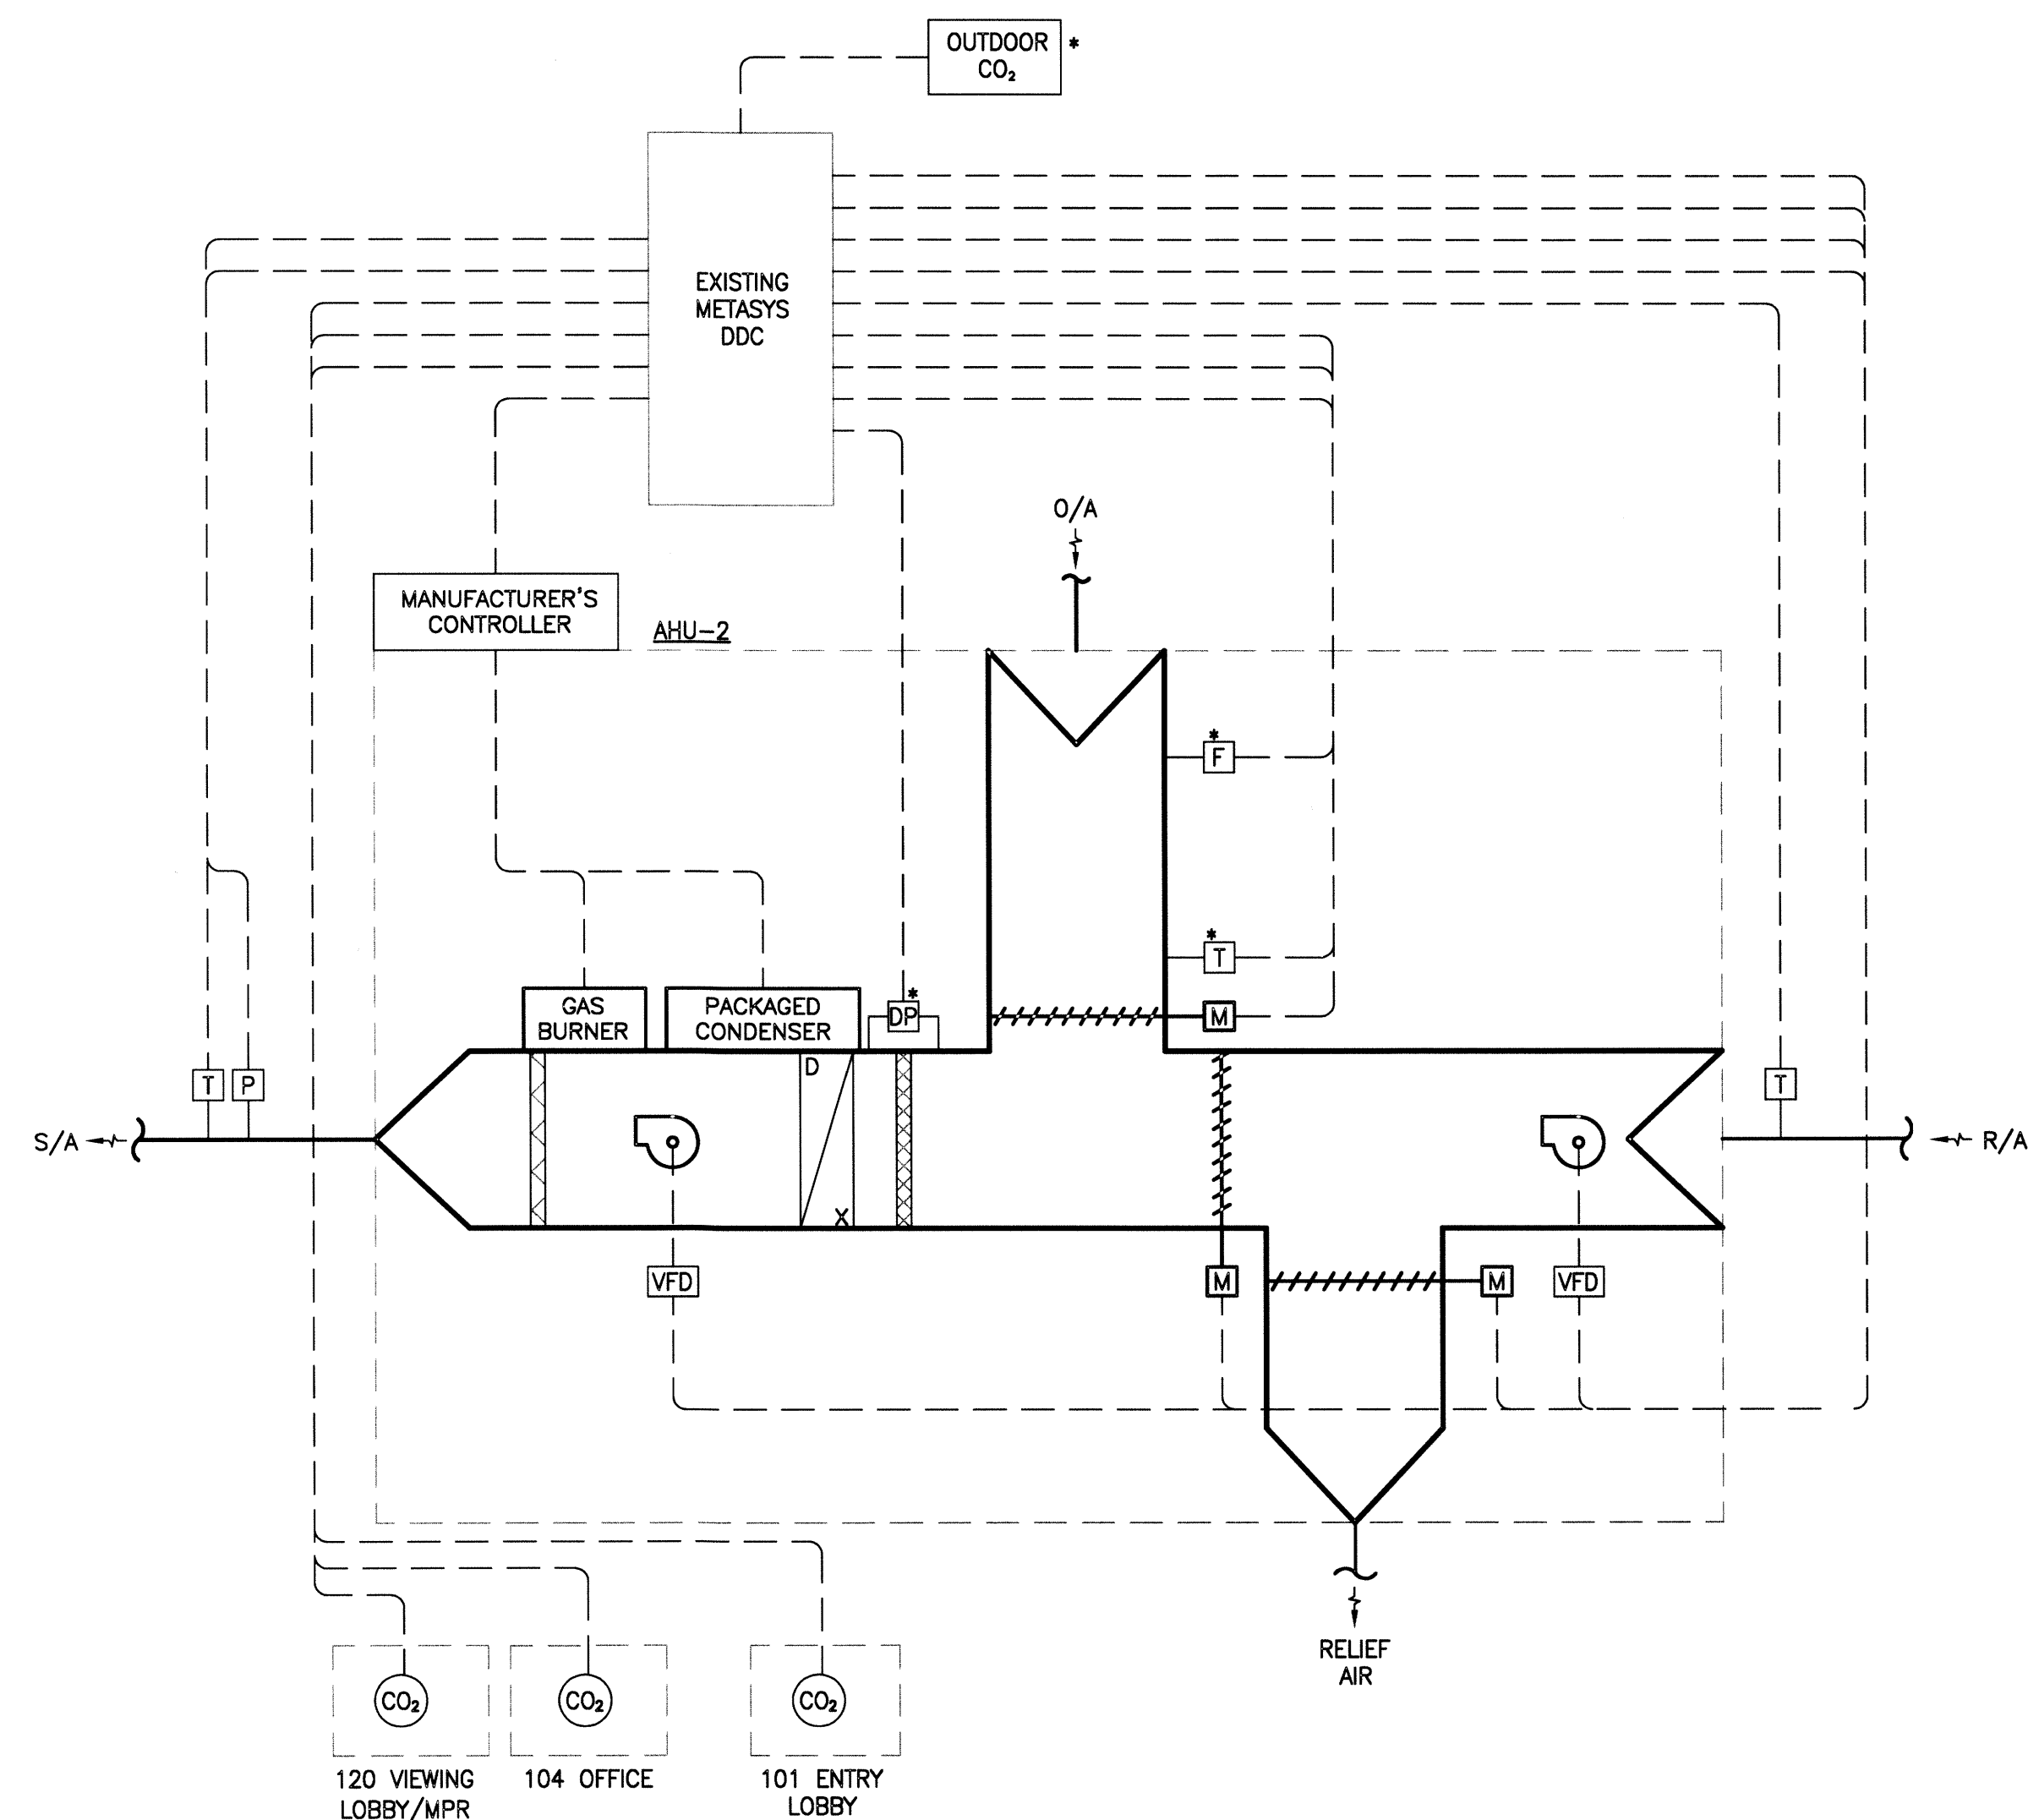 OUTDOOR *
CO₂
EXISTING
METASYS
DDC
O/A
MANUFACTURER'S
CONTROLLER
AHU-2
*
F
*
T
GAS
BURNER
PACKAGED
CONDENSER
*
DP
M
D
T
P
T
S/A
R/A
X
VFD
M
M
VFD
RELIEF
AIR
CO₂
CO₂
CO₂
120 VIEWING
LOBBY/MPR
104 OFFICE
101 ENTRY
LOBBY